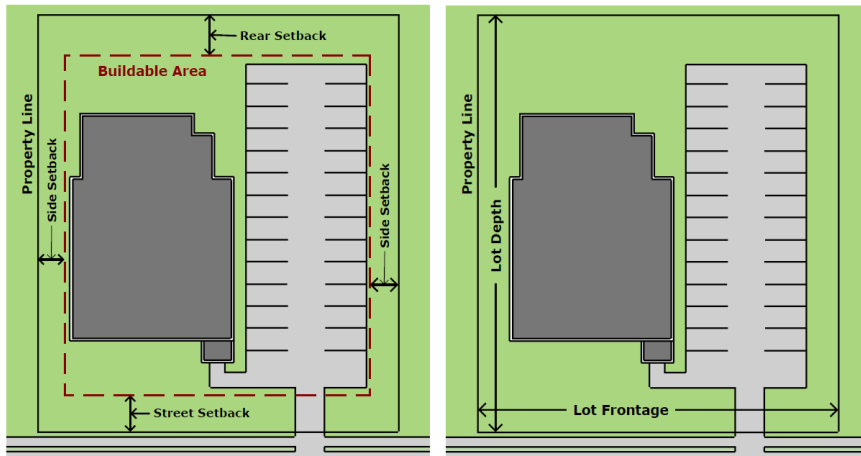 Rear Setback
Buildable Area
Property Line
Side Setback
Side Setback
Street Setback
Property Line
Lot Depth
Lot Frontage